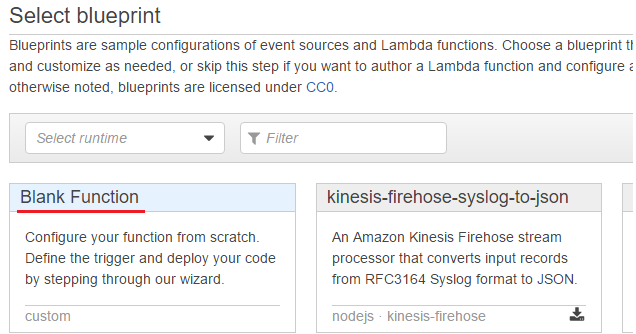 Select blueprint
Blueprints are sample configurations of event sources and Lambda functions. Choose a blueprint
and customize as needed, or skip this step if you want to author a Lambda function and configure
otherwise noted, blueprints are licensed under CC0.
Select runtime
Filter
Blank Function
Configure your function from scratch.
Define the trigger and deploy your code
by stepping through our wizard.
custom
kinesis-firehose-syslog-to-json
An Amazon Kinesis Firehose stream
processor that converts input records
from RFC3164 Syslog format to JSON.
nodejs · kinesis-firehose